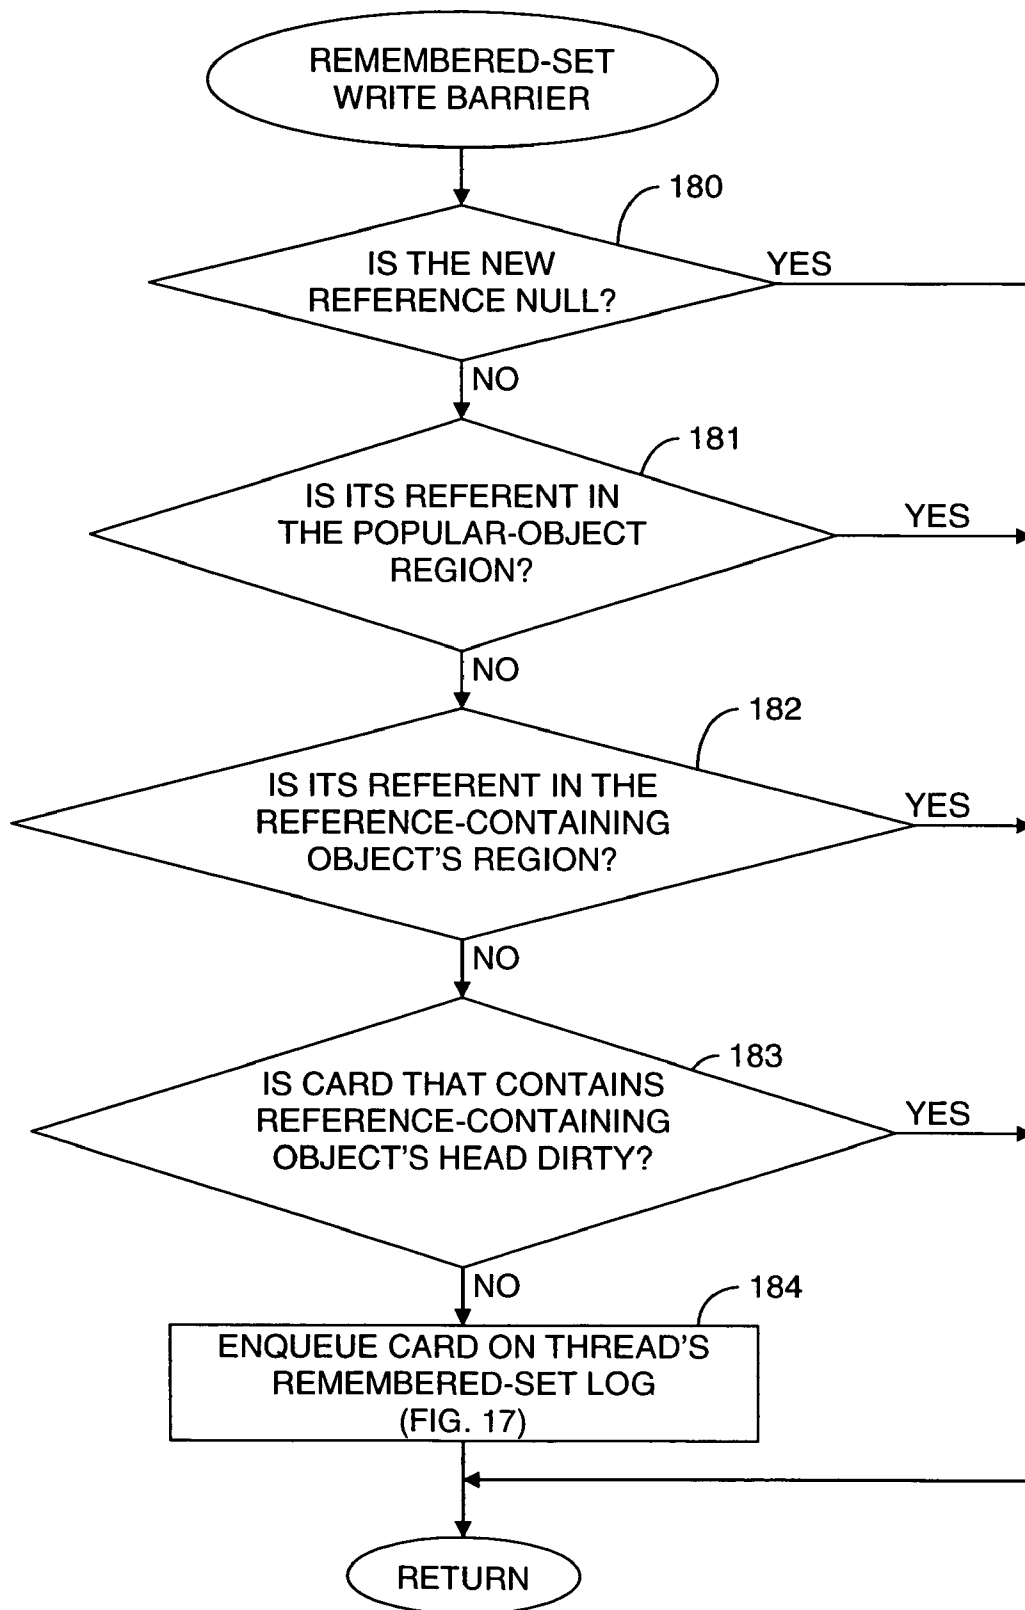 REMEMBERED-SET
WRITE BARRIER
180
IS THE NEW
REFERENCE NULL?
YES
NO
181
IS ITS REFERENT IN
THE POPULAR-OBJECT
REGION?
YES
NO
182
IS ITS REFERENT IN THE
REFERENCE-CONTAINING
OBJECT'S REGION?
YES
NO
183
IS CARD THAT CONTAINS
REFERENCE-CONTAINING
OBJECT'S HEAD DIRTY?
YES
NO
184
ENQUEUE CARD ON THREAD'S
REMEMBERED-SET LOG
(FIG. 17)
RETURN